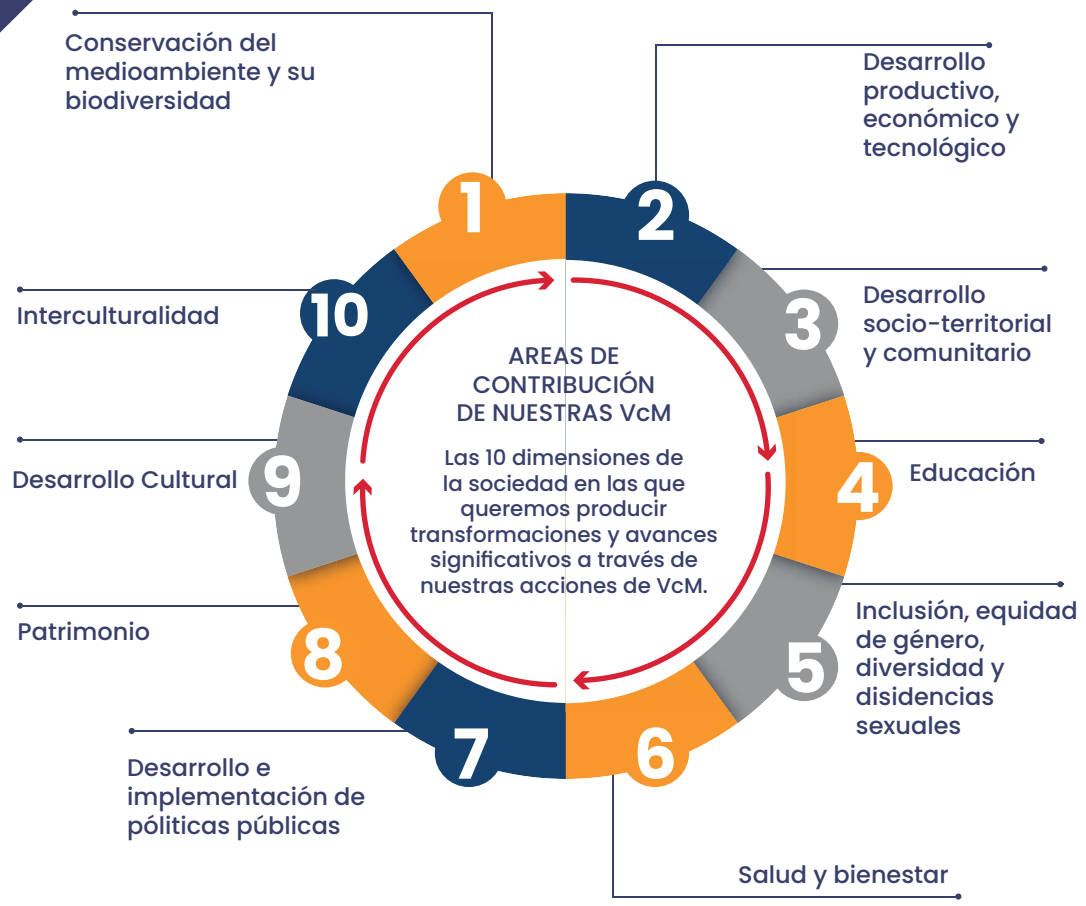 Conservación del
medioambiente y su
biodiversidad
1
2
Desarrollo
productivo,
económico y
tecnológico
3
Desarrollo
socio-territorial
y comunitario
4
Educación
5
Inclusión, equidad
de género,
diversidad y
disidencias
sexuales
6
Salud y bienestar
7
Desarrollo e
implementación de
póliticas públicas
8
Patrimonio
9
Desarrollo Cultural
10
Interculturalidad
AREAS DE
CONTRIBUCIÓN
DE NUESTRAS VcM
Las 10 dimensiones de
la sociedad en las que
queremos producir
transformaciones y avances
significativos a través de
nuestras acciones de VcM.